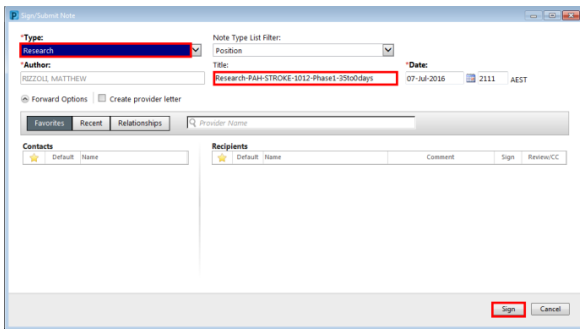 Sign/Submit Note
*Type:
Note Type List Filter:
Research
Position
*Author:
Title:
*Date:
RIZZOLI, MATTHEW
Research-PAH-STROKE-1012-Phase1-35to0days
07-Jul-2016
2111
AEST
Forward Options
Create provider letter
Favorites
Recent
Relationships
Provider Name
Contacts
Recipients
Default
Name
Default
Name
Comment
Sign
Review/CC
Sign
Cancel